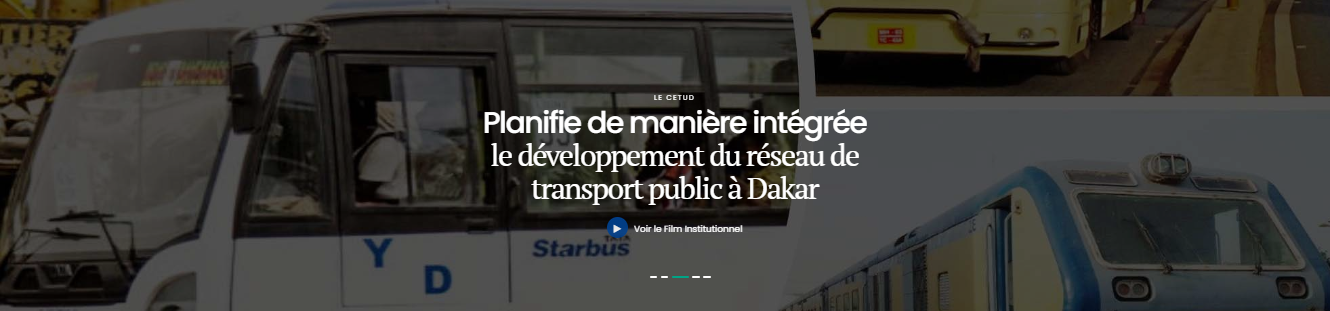 LE CETUD
Planifie de manière intégrée
le développement du réseau de
transport public à Dakar
Voir le Film Institutionnel
TATA
Starbus
Y
D